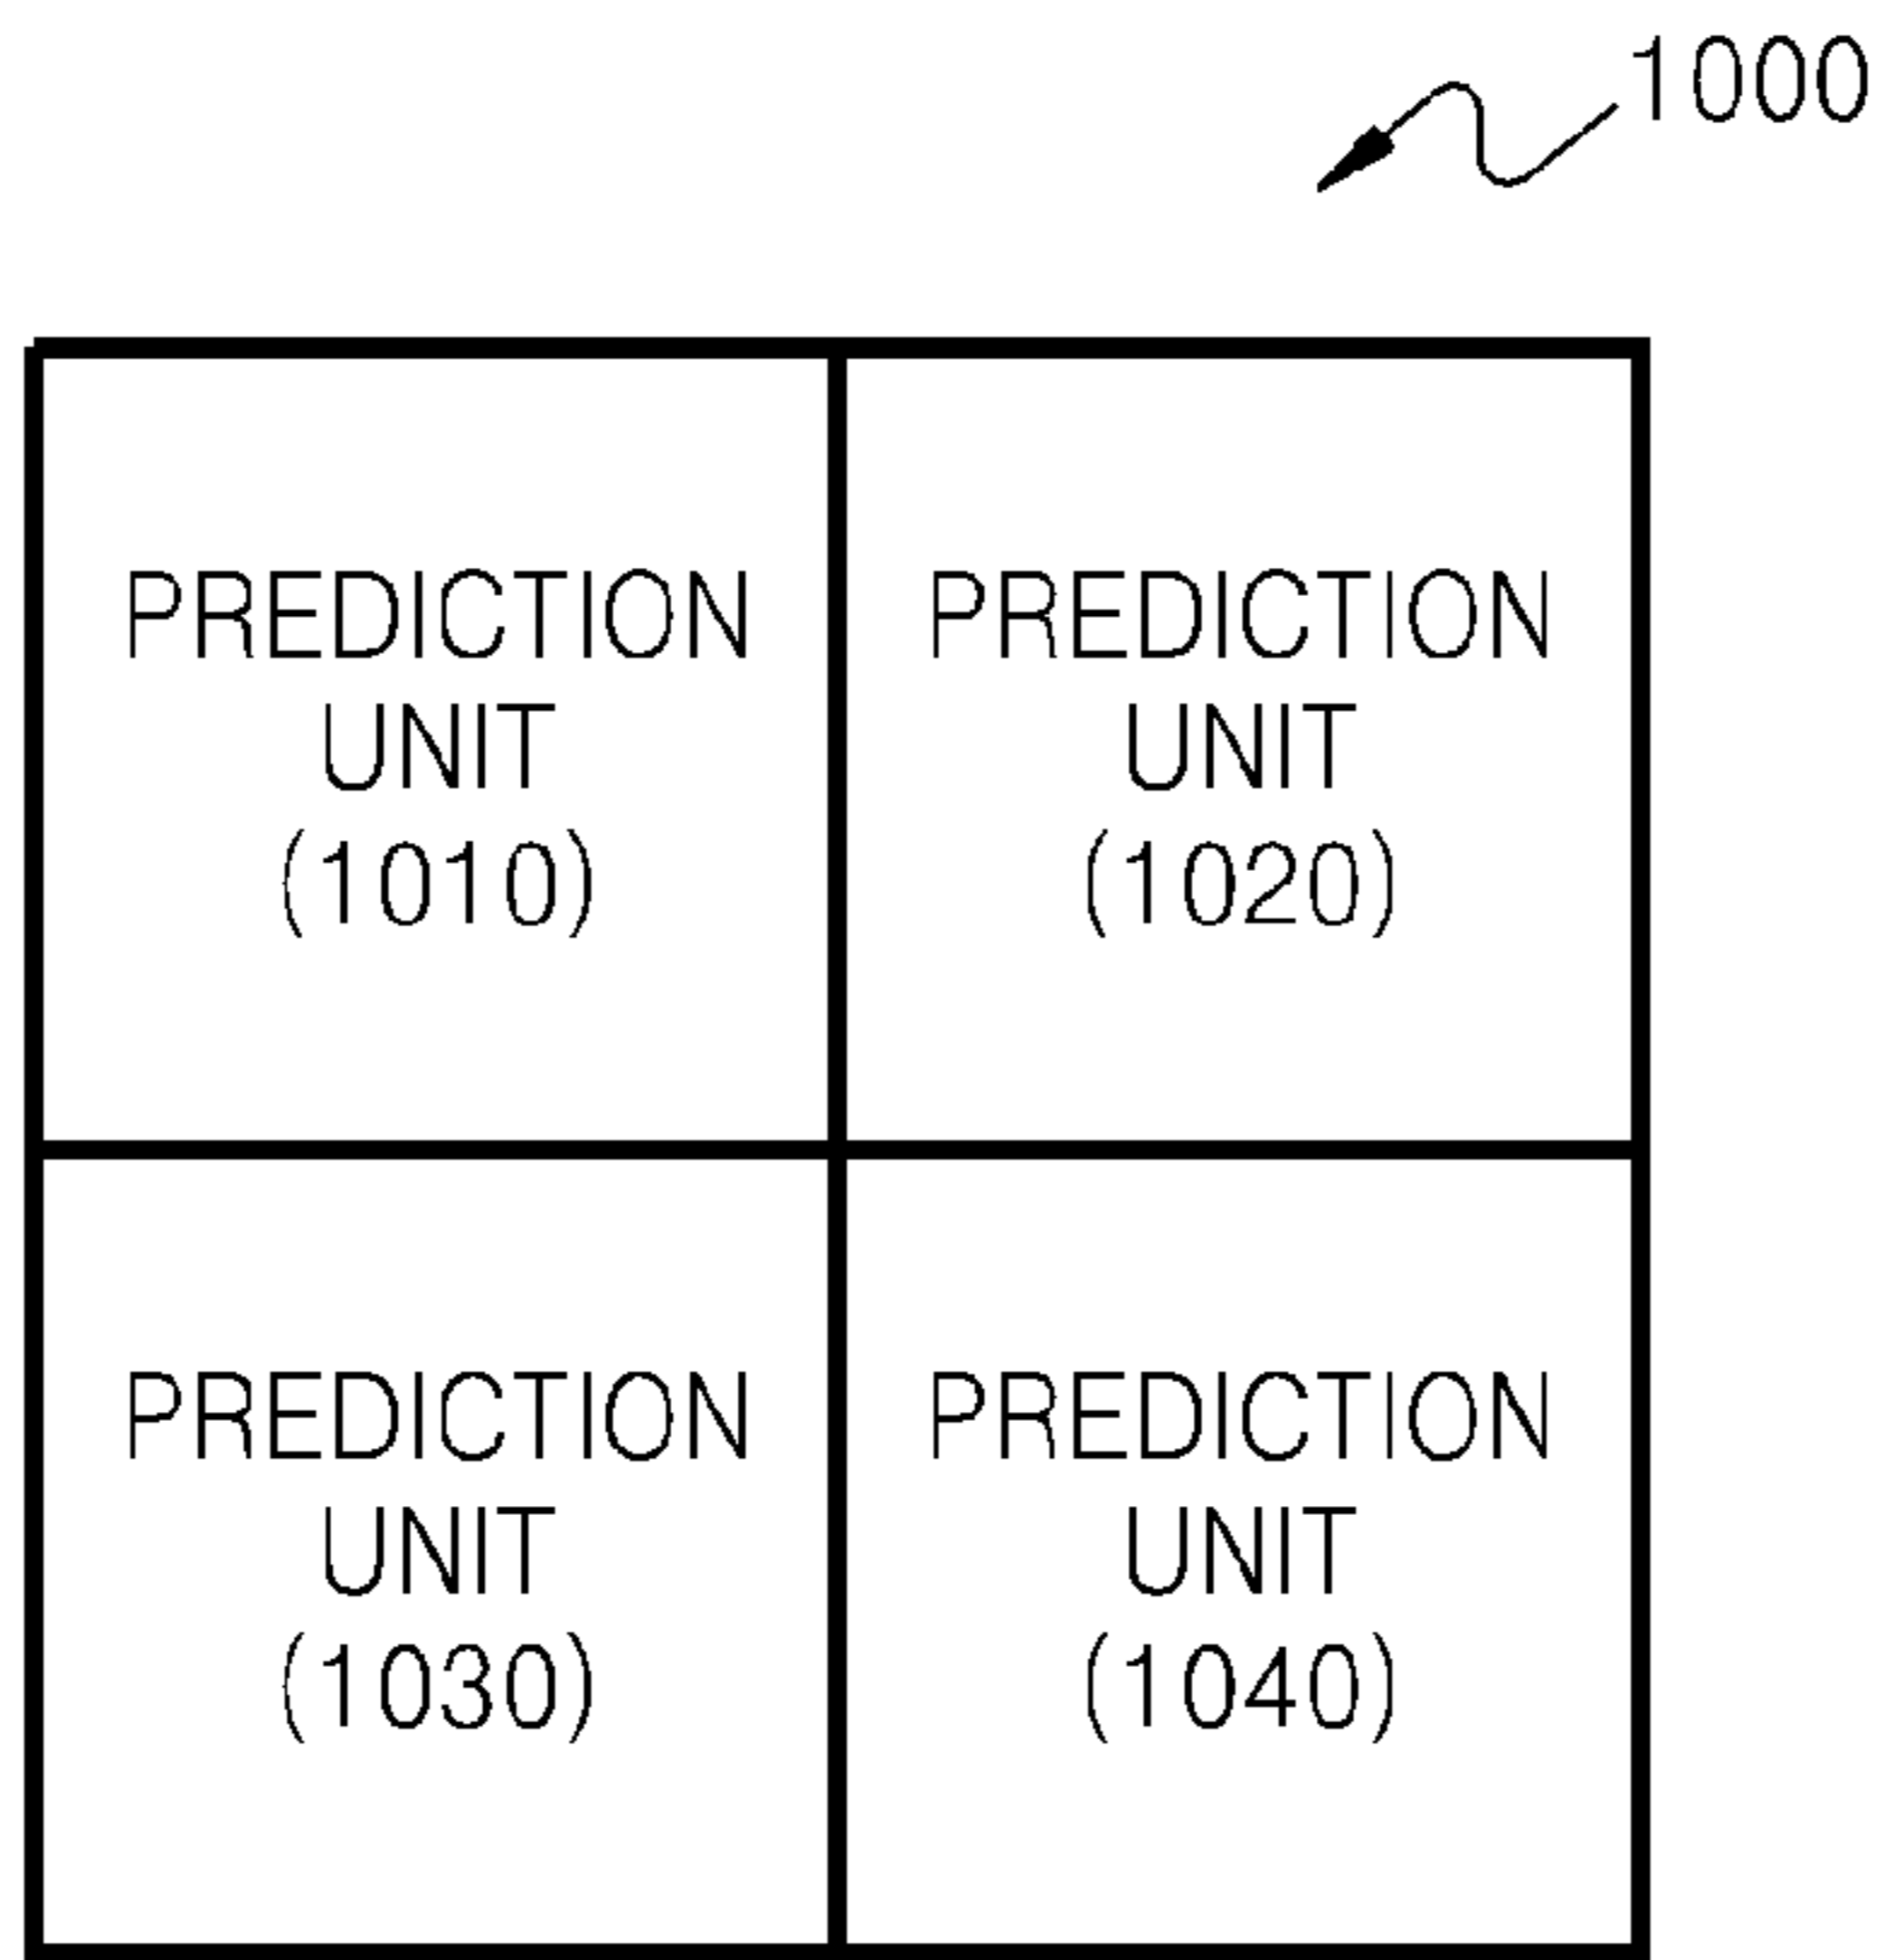 1000
PREDICTION
UNIT
(1010)
PREDICTION
UNIT
(1020)
PREDICTION
UNIT
(1030)
PREDICTION
UNIT
(1040)